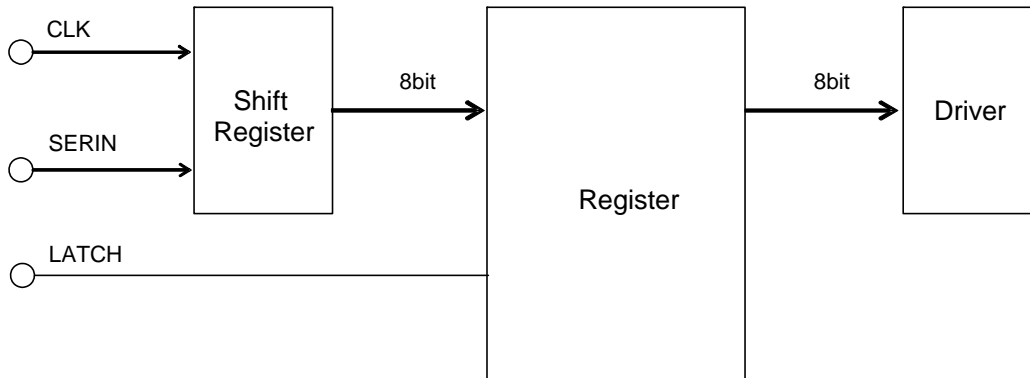 CLK
8bit
8bit
Shift
Register
Driver
SERIN
Register
LATCH